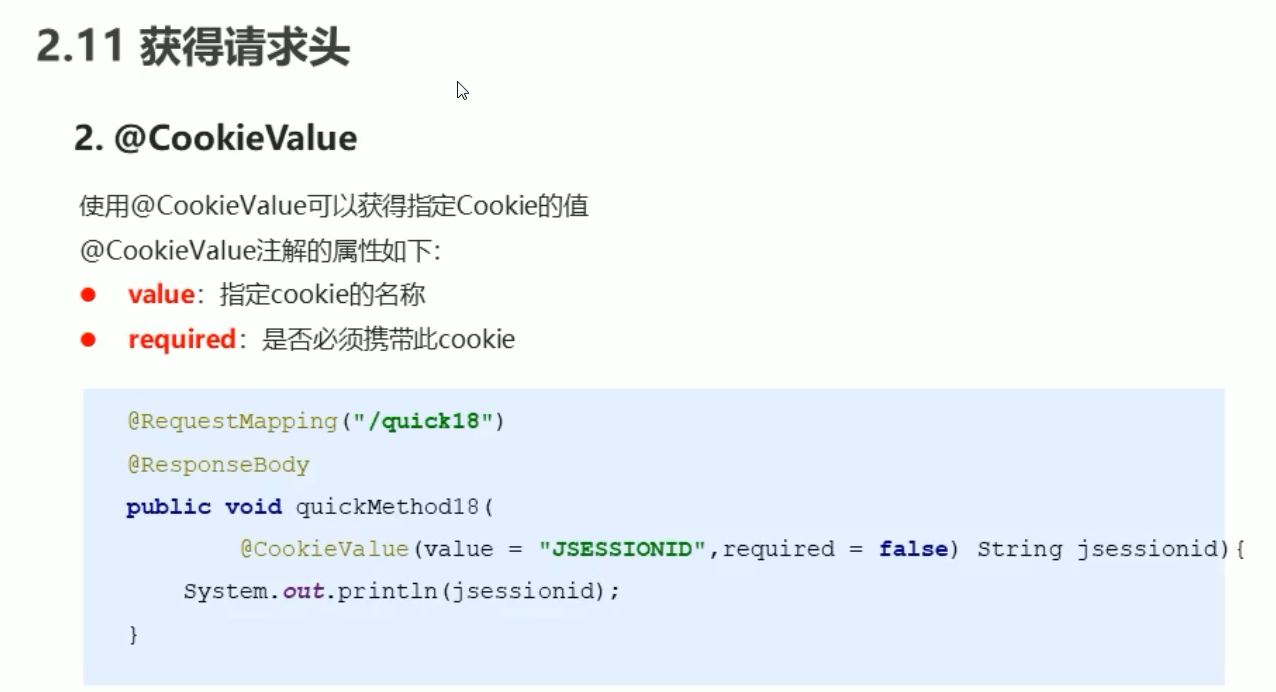 2.11 获得请求头
2. @CookieValue
使用@CookieValue可以获得指定Cookie的值
@CookieValue注解的属性如下：
● value：指定cookie的名称
● required：是否必须携带此cookie
@RequestMapping("/quick18")
@ResponseBody
public void quickMethod18(
@CookieValue(value = "JSESSIONID",required = false) String jsessionid){
System.out.println(jsessionid);
}